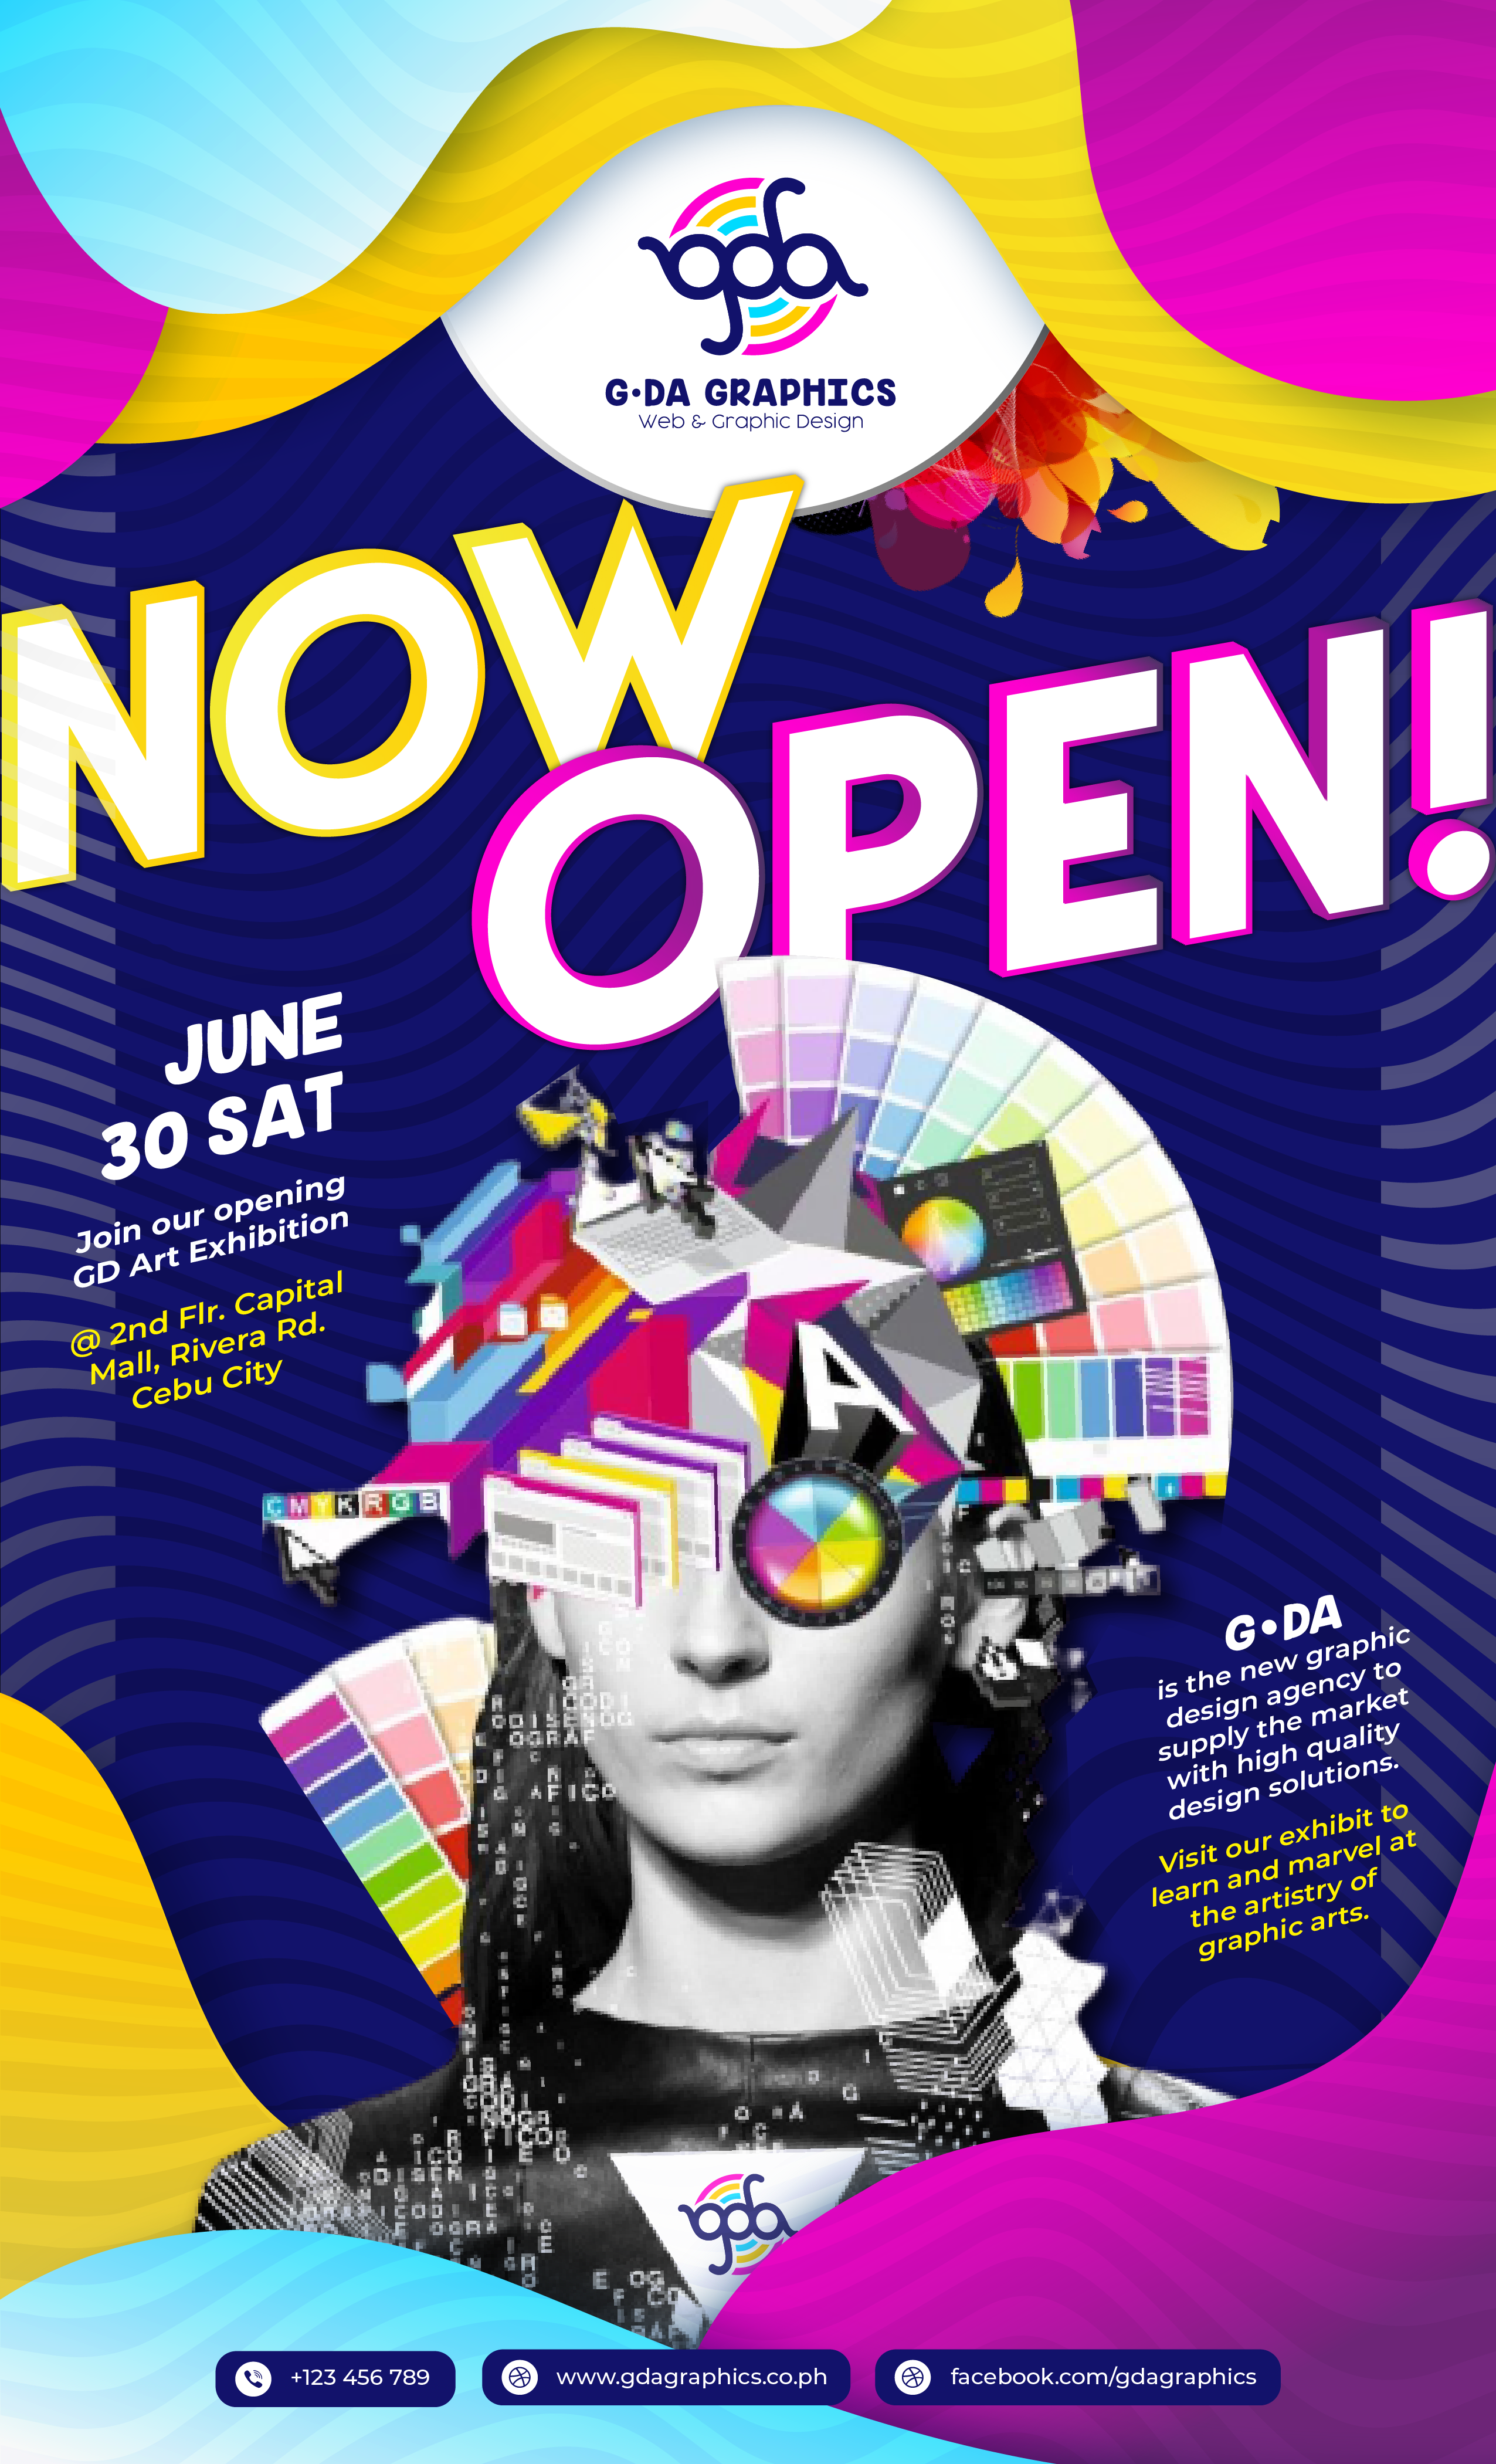 gda
G•DA GRAPHICS
Web & Graphic Design
NOW
OPEN!
JUNE
30 SAT
Join our opening
GD Art Exhibition
@ 2nd Flr. Capital
Mall, Rivera Rd.
Cebu City
A
CMYKRGB
G•DA
is the new graphic
design agency to
supply the market
with high quality
design solutions.
Visit our exhibit to
learn and marvel at
the artistry of
graphic arts.
gda
+123 456 789
www.gdagraphics.co.ph
facebook.com/gdagraphics